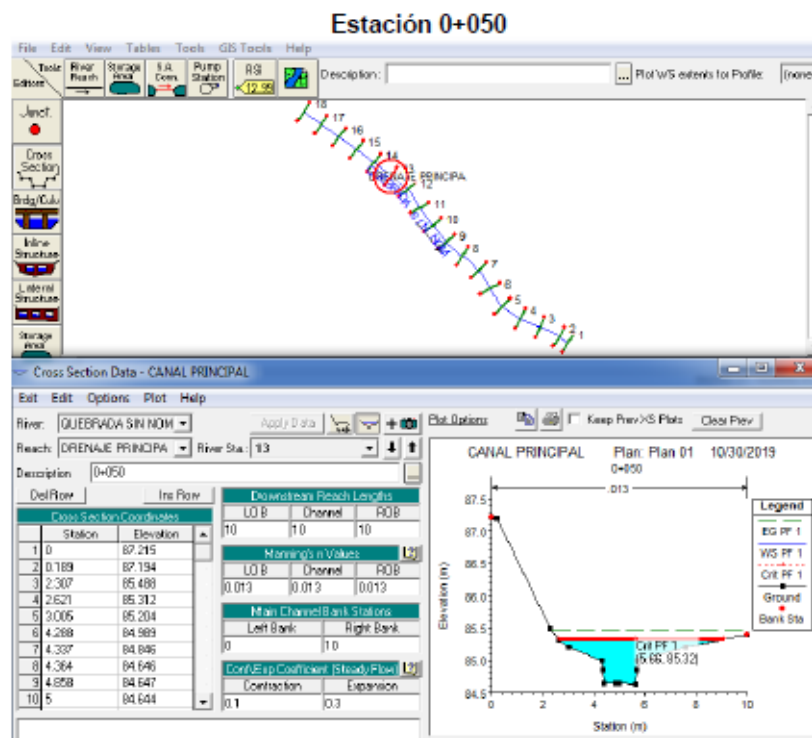 Estación 0+050
File Edit View Tables Tools GIS Tools Help
Tools
Editors
River
Reach
Storage
Area
S.A.
Conn.
Pump
Station
RS
12.99
Description:
...
Plot WS extents for Profile:
(none
Junct.
Cross
Section
Brdg/Culv
Inline
Structure
Lateral
Structure
Storage
Area
18
17
16
15
14
13
DRENAJE PRINCIPA
12
11
10
9
8
7
6
5
4
3
2
1
Cross Section Data - CANAL PRINCIPAL
Exit Edit Options Plot Help
River: QUEBRADA SIN NOM
Apply Data
Reach: DRENAJE PRINCIPA River Sta.: 13
Description 0+050
...
Del Row Ins Row
Cross Section Coordinates
Station Elevation
1 0 87.215
2 0.189 87.194
3 2.307 85.488
4 2.621 85.312
5 3.005 85.204
6 4.288 84.989
7 4.337 84.846
8 4.364 84.646
9 4.858 84.647
10 5 84.644
Downstream Reach Lengths
LOB Channel ROB
10 10 10
Manning's n Values
LOB Channel ROB
0.013 0.013 0.013
Main Channel Bank Stations
Left Bank Right Bank
0 10
Cont\Exp Coefficient (Steady Flow)
Contraction Expansion
0.1 0.3
Plot Options Keep Prev XS Plots Clear Prev
CANAL PRINCIPAL Plan: Plan 01 10/30/2019
0+050
.013
87.5
87.0
86.5
86.0
85.5
85.0
84.5
Elevation (m)
Crit PF 1
(5.66, 85.32)
0 2 4 6 8 10
Station (m)
Legend
EG PF 1
WS PF 1
Crit PF 1
Ground
Bank Sta